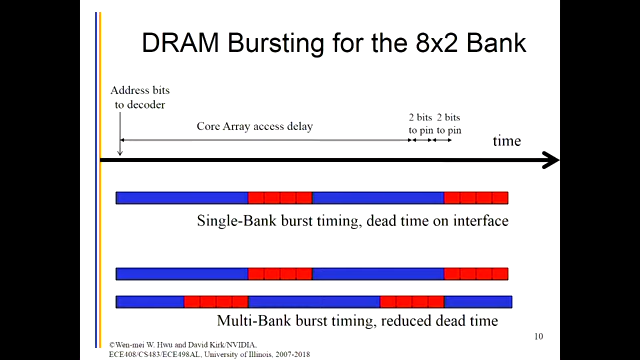 DRAM Bursting for the 8x2 Bank
Address bits
to decoder
Core Array access delay
2 bits
to pin
2 bits
to pin
time
Single-Bank burst timing, dead time on interface
Multi-Bank burst timing, reduced dead time
10
©Wen-mei W. Hwu and David Kirk/NVIDIA.
ECE408/CS483/ECE498AL, University of Illinois, 2007-2018